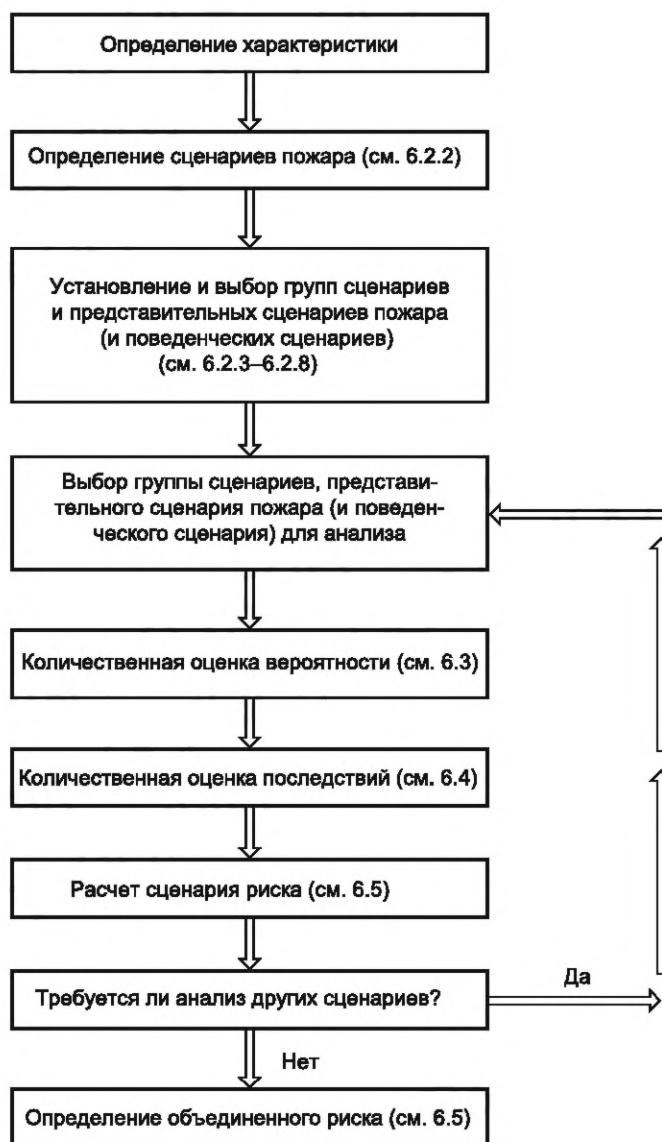 Определение характеристики
Определение сценариев пожара (см. 6.2.2)
Установление и выбор групп сценариев
и представительных сценариев пожара
(и поведенческих сценариев)
(см. 6.2.3–6.2.8)
Выбор группы сценариев, представи-
тельного сценария пожара (и поведен-
ческого сценария) для анализа
Количественная оценка вероятности (см. 6.3)
Количественная оценка последствий (см. 6.4)
Расчет сценария риска (см. 6.5)
Требуется ли анализ других сценариев?
Да
Нет
Определение объединенного риска (см. 6.5)